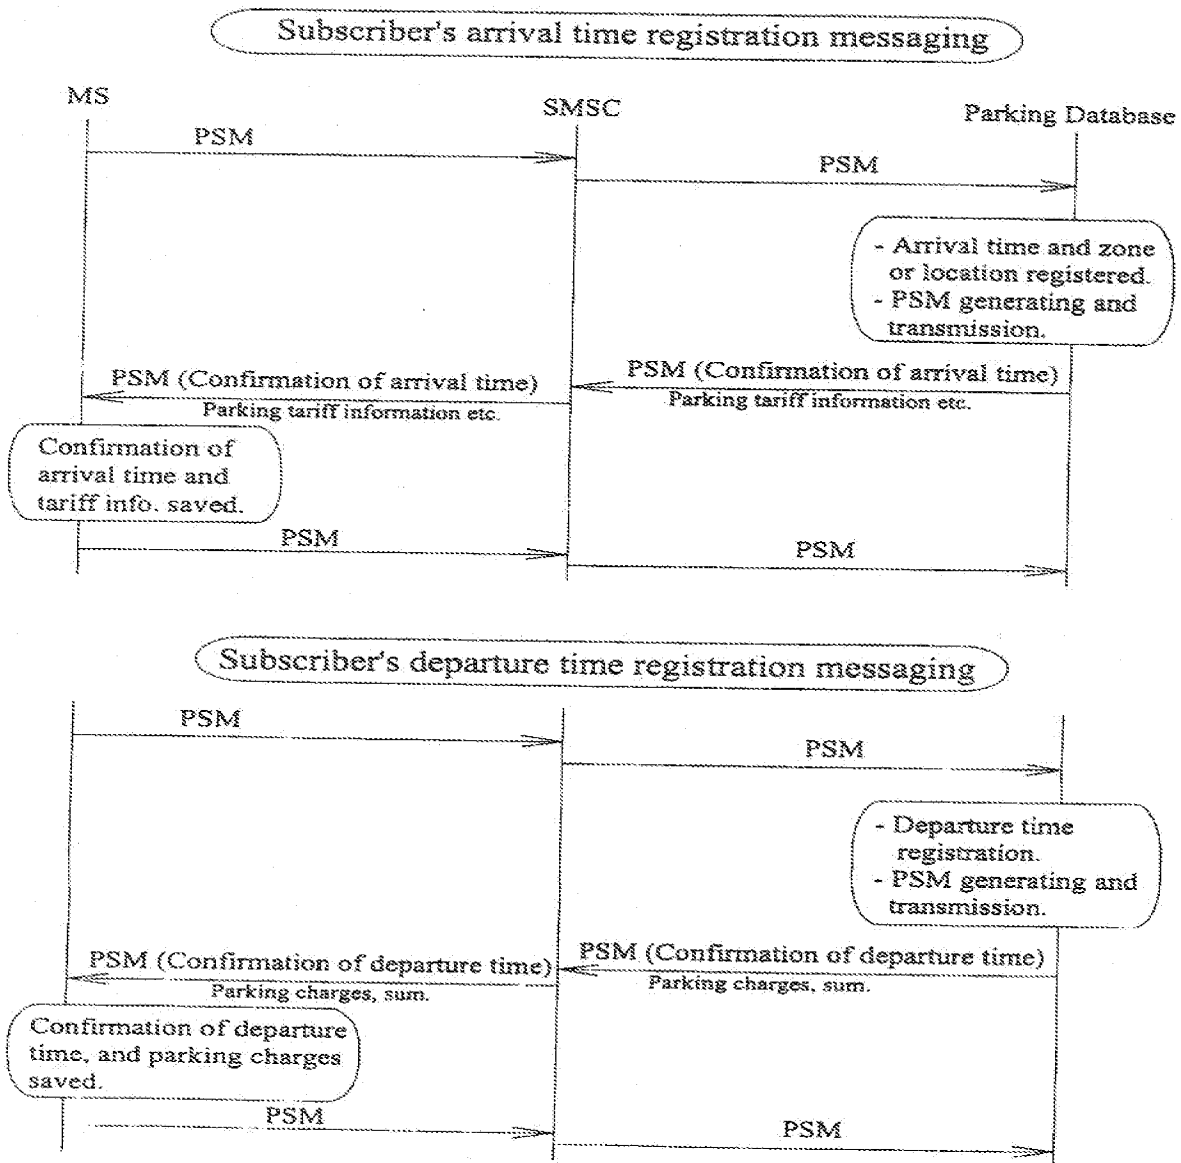 Subscriber's arrival time registration messaging
MS
SMSC
Parking Database
PSM
PSM
- Arrival time and zone
or location registered.
- PSM generating and
transmission.
PSM (Confirmation of arrival time)
Parking tariff information etc.
PSM (Confirmation of arrival time)
Parking tariff information etc.
Confirmation of
arrival time and
tariff info. saved.
PSM
PSM
Subscriber's departure time registration messaging
PSM
PSM
- Departure time
registration.
- PSM generating and
transmission.
PSM (Confirmation of departure time)
Parking charges, sum.
PSM (Confirmation of departure time)
Parking charges, sum.
Confirmation of departure
time, and parking charges
saved.
PSM
PSM